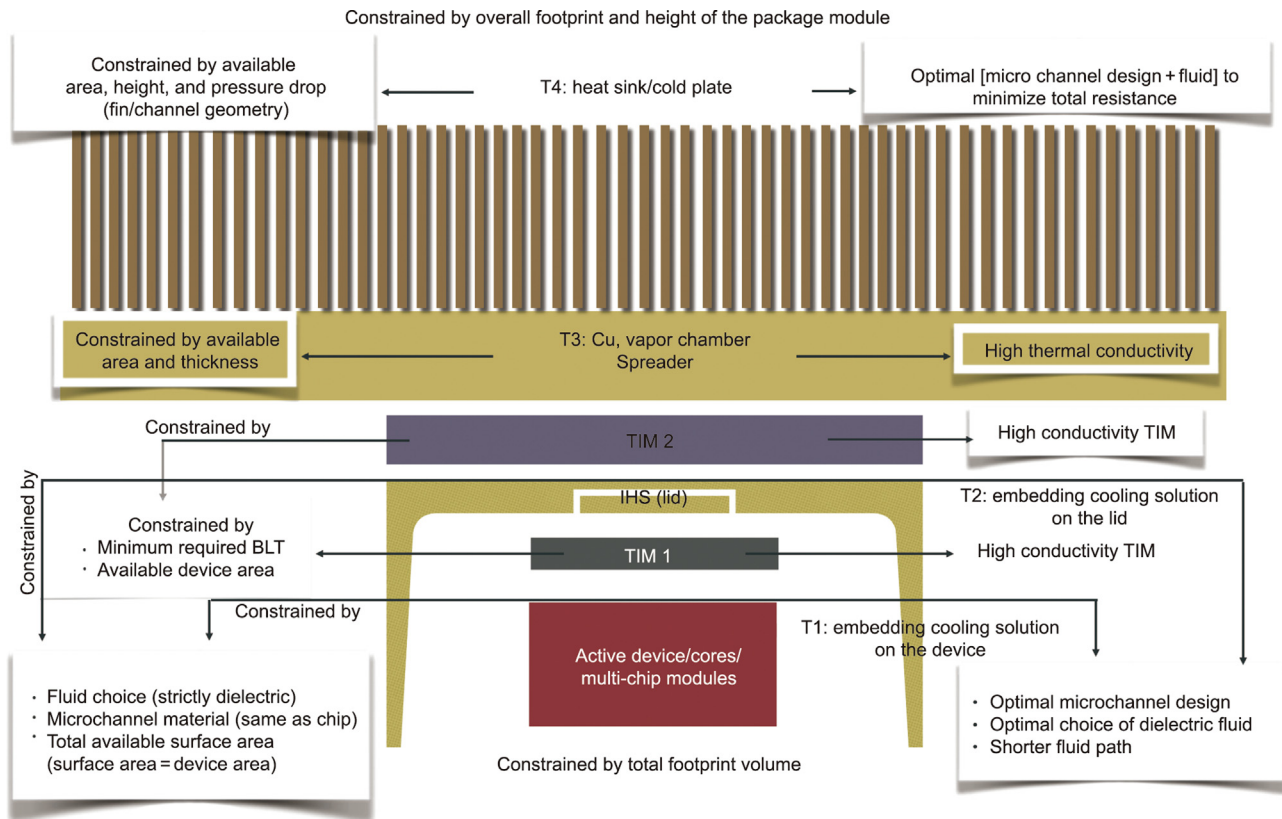 Constrained by overall footprint and height of the package module
Constrained by available
area, height, and pressure drop
(fin/channel geometry)
T4: heat sink/cold plate
Optimal [micro channel design + fluid] to
minimize total resistance
Constrained by available
area and thickness
T3: Cu, vapor chamber
Spreader
High thermal conductivity
Constrained by
TIM 2
High conductivity TIM
Constrained by
IHS (lid)
T2: embedding cooling solution
on the lid
Constrained by
· Minimum required BLT
· Available device area
TIM 1
High conductivity TIM
Constrained by
T1: embedding cooling solution
on the device
Active device/cores/
multi-chip modules
· Fluid choice (strictly dielectric)
· Microchannel material (same as chip)
· Total available surface area
(surface area = device area)
• Optimal microchannel design
• Optimal choice of dielectric fluid
• Shorter fluid path
Constrained by total footprint volume